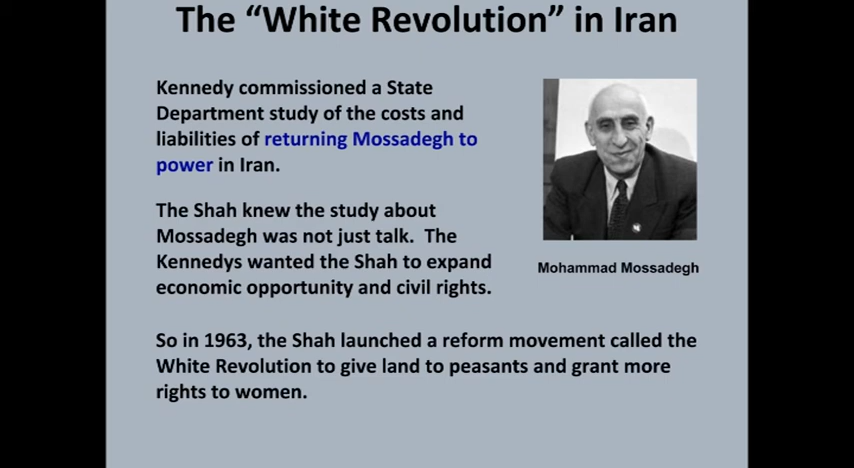 The “White Revolution” in Iran
Kennedy commissioned a State
Department study of the costs and
liabilities of returning Mossadegh to
power in Iran.
The Shah knew the study about
Mossadegh was not just talk.  The
Kennedys wanted the Shah to expand
economic opportunity and civil rights.
Mohammad Mossadegh
So in 1963, the Shah launched a reform movement called the
White Revolution to give land to peasants and grant more
rights to women.